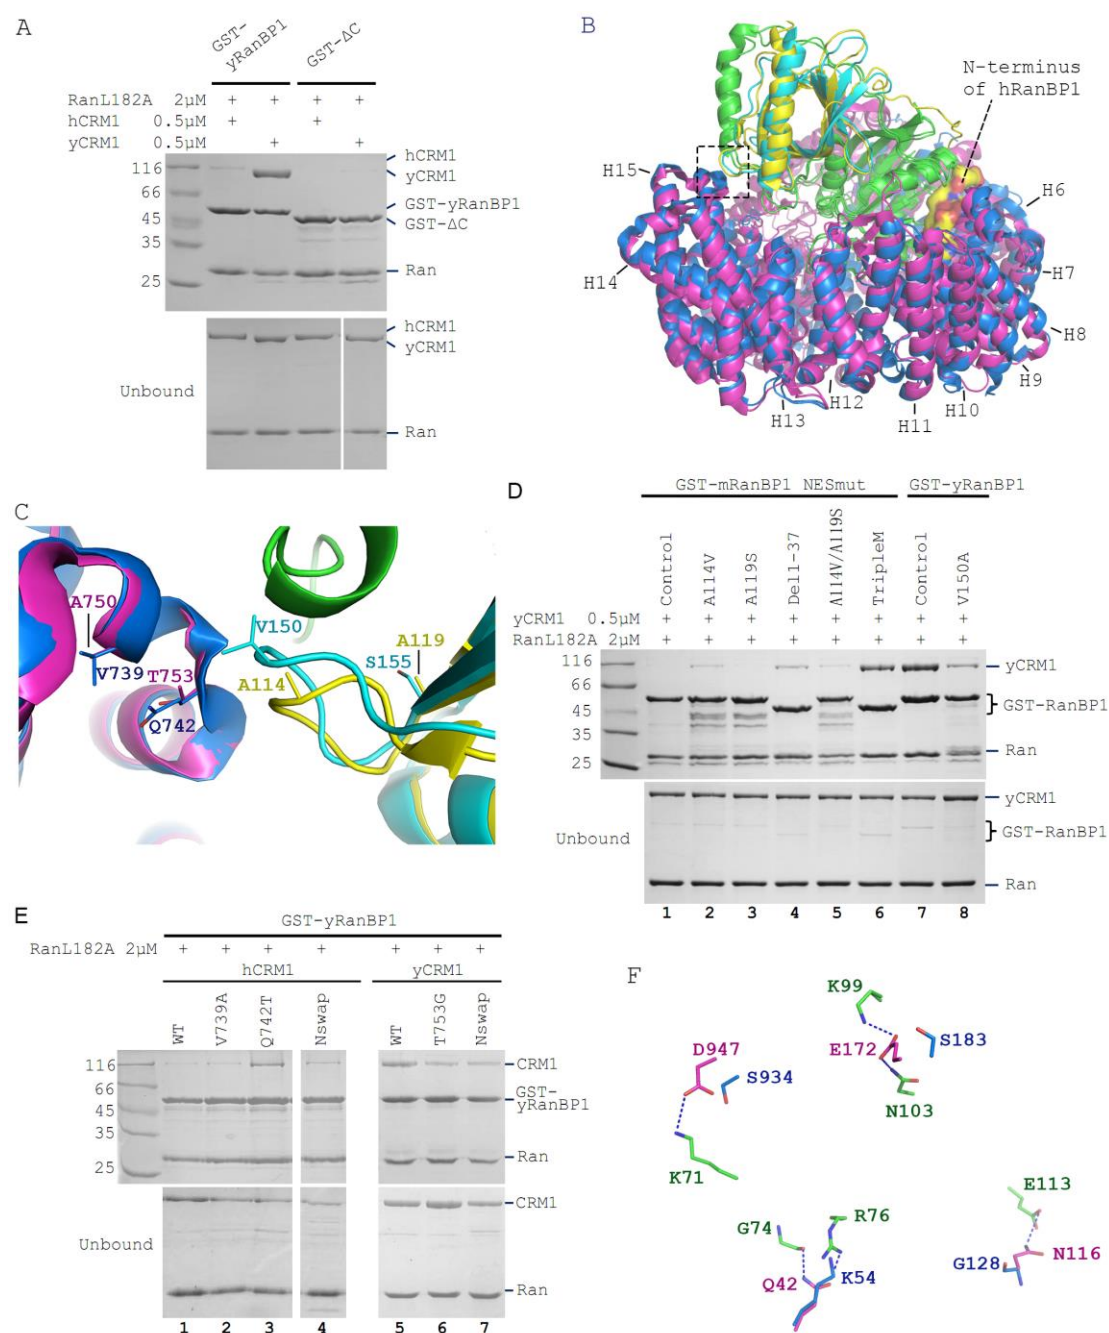 A
GST-
yRanBP1
GST-ΔC
RanL182A 2µM + + + +
hCRM1 0.5µM + +
yCRM1 0.5µM + +
116
66
45
35
25
hCRM1
yCRM1
GST-yRanBP1
GST-ΔC
Ran
hCRM1
yCRM1
Unbound
Ran
B
N-terminus
of hRanBP1
H15
H6
H14
H7
H8
H9
H10
H11
H12
H13
C
A750
V739
T753
Q742
V150
A119
S155
A114
D
GST-mRanBP1 NESmut
GST-yRanBP1
Control
A114V
A119S
Del1-37
A114V/A119S
TripleM
Control
V150A
yCRM1 0.5µM + + + + + + + +
RanL182A 2µM + + + + + + + +
116
66
45
35
25
yCRM1
GST-RanBP1
Ran
yCRM1
Unbound
GST-RanBP1
Ran
1 2 3 4 5 6 7 8
E
GST-yRanBP1
RanL182A 2µM + + + + + + +
hCRM1
yCRM1
WT
V739A
Q742T
Nswap
WT
T753G
Nswap
116
66
45
35
25
CRM1
GST-
yRanBP1
Ran
CRM1
Unbound
Ran
1 2 3 4 5 6 7
F
K99
D947
E172
S183
S934
N103
K71
E113
G74
R76
G128
N116
Q42
K54